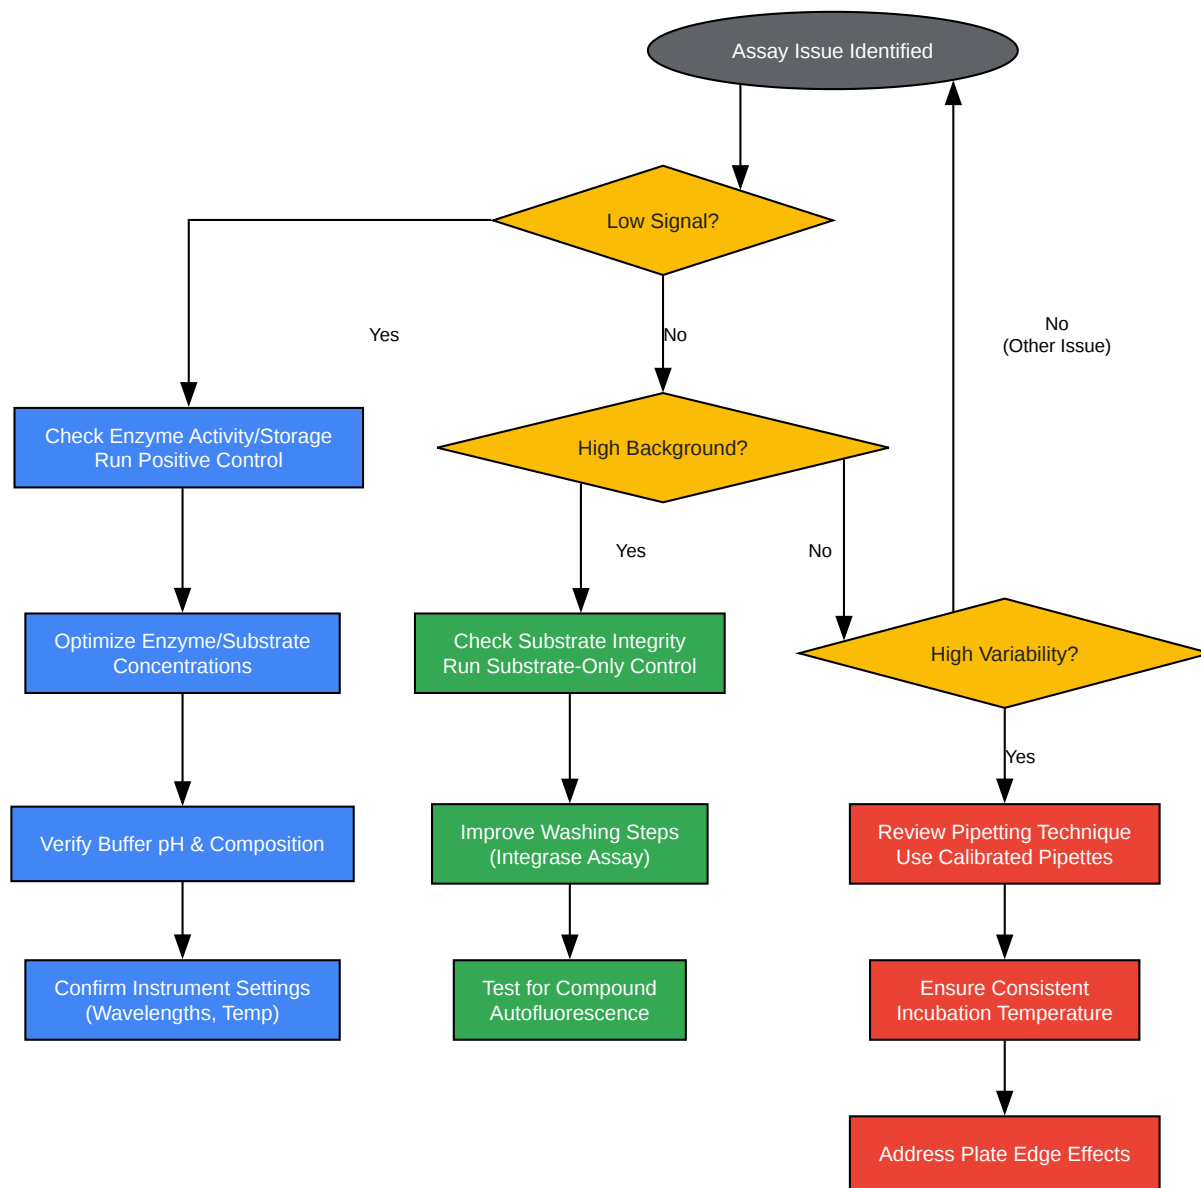 Assay Issue Identified
Low Signal?
Yes
No
No
(Other Issue)
Check Enzyme Activity/Storage
Run Positive Control
High Background?
Yes
No
Optimize Enzyme/Substrate
Concentrations
Check Substrate Integrity
Run Substrate-Only Control
High Variability?
Yes
Verify Buffer pH & Composition
Improve Washing Steps
(Integrase Assay)
Review Pipetting Technique
Use Calibrated Pipettes
Confirm Instrument Settings
(Wavelengths, Temp)
Test for Compound
Autofluorescence
Ensure Consistent
Incubation Temperature
Address Plate Edge Effects